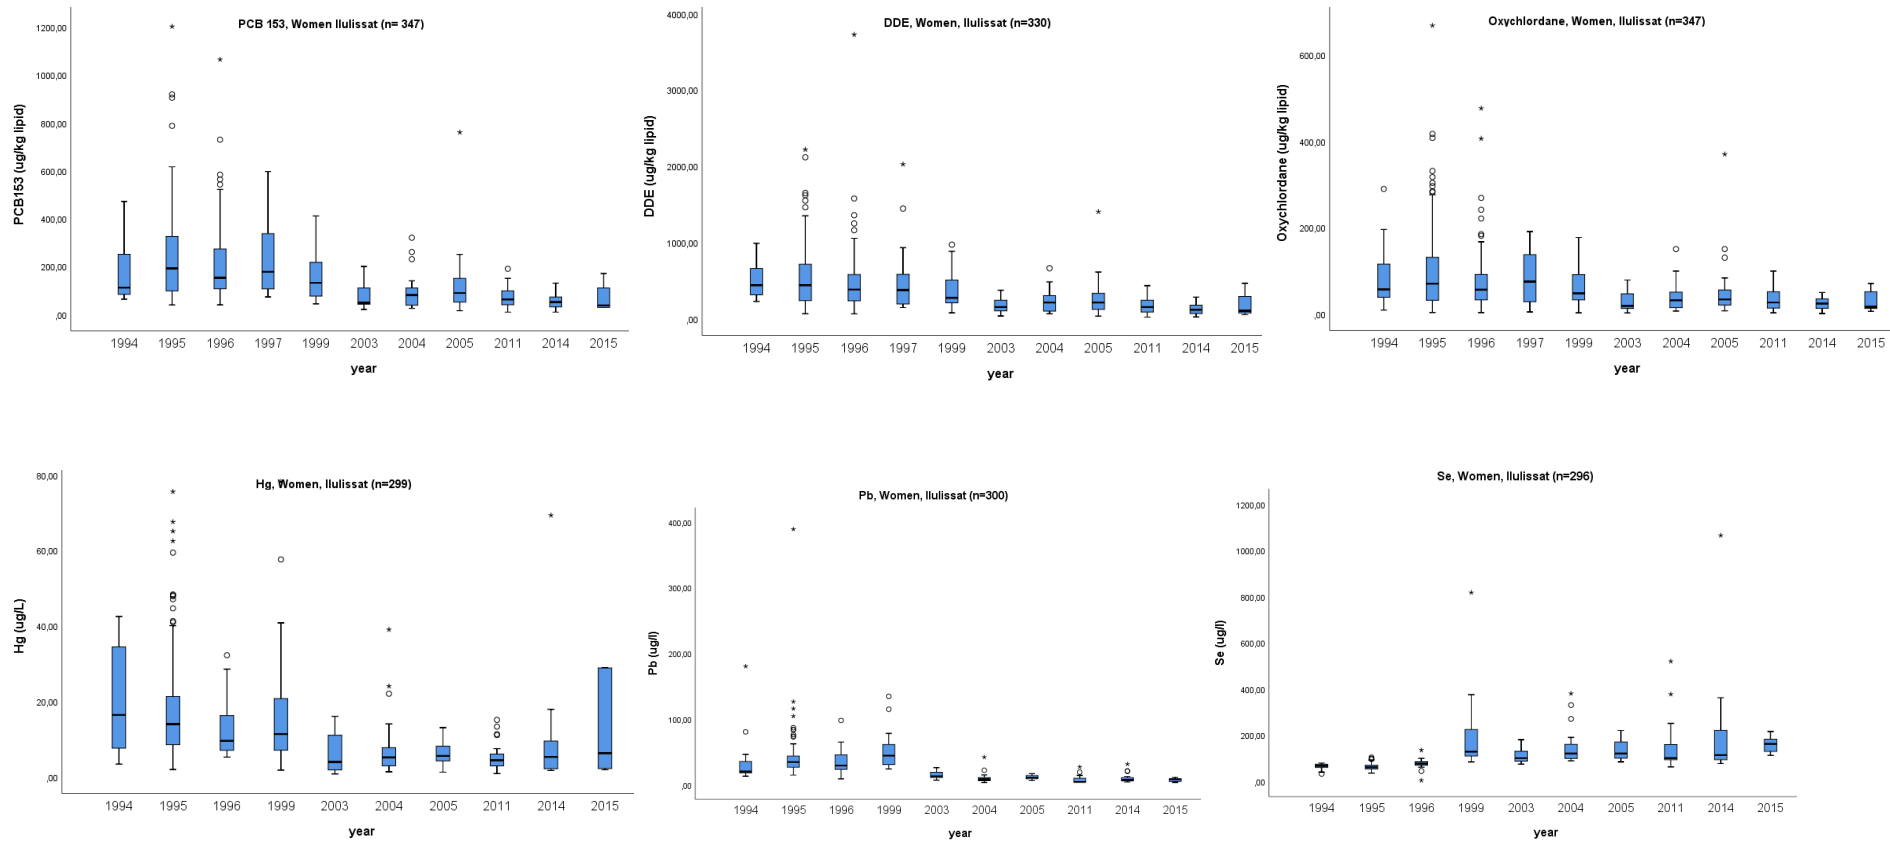 PCB 153, Women Ilulissat (n= 347)
PCB153 (ug/kg lipid)
1200,00
1000,00
800,00
600,00
400,00
200,00
,00
1994 1995 1996 1997 1999 2003 2004 2005 2011 2014 2015
year
DDE, Women, Ilulissat (n=330)
DDE (ug/kg lipid)
4000,00
3000,00
2000,00
1000,00
,00
1994 1995 1996 1997 1999 2003 2004 2005 2011 2014 2015
year
Oxychlordane, Women, Ilulissat (n=347)
Oxychlordane (ug/kg lipid)
600,00
400,00
200,00
,00
1994 1995 1996 1997 1999 2003 2004 2005 2011 2014 2015
year
Hg, Women, Ilulissat (n=299)
Hg (ug/L)
80,00
60,00
40,00
20,00
,00
1994 1995 1996 1999 2003 2004 2005 2011 2014 2015
year
Pb, Women, Ilulissat (n=300)
Pb (ug/l)
400,00
300,00
200,00
100,00
,00
1994 1995 1996 1999 2003 2004 2005 2011 2014 2015
year
Se, Women, Ilulissat (n=296)
Se (ug/l)
1200,00
1000,00
800,00
600,00
400,00
200,00
,00
1994 1995 1996 1999 2003 2004 2005 2011 2014 2015
year